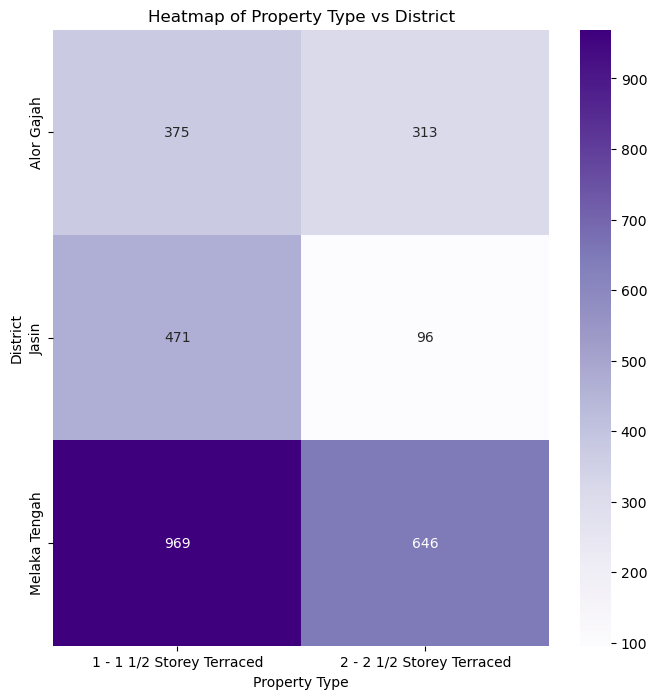 Heatmap of Property Type vs District
Alor Gajah
375
313
900
800
700
600
District
Jasin
471
96
500
400
300
Melaka Tengah
969
646
200
100
1 - 1 1/2 Storey Terraced
2 - 2 1/2 Storey Terraced
Property Type